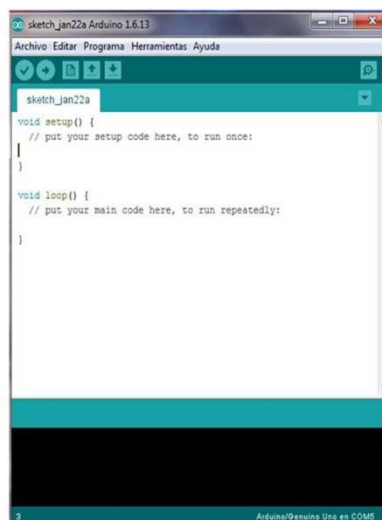 sketch_jan22a Arduino 1.6.13
Archivo Editar Programa Herramientas Ayuda
sketch_jan22a
void setup() {
// put your setup code here, to run once:
}
void loop() {
// put your main code here, to run repeatedly:
}
3 Arduino/Genuino Uno en COM5